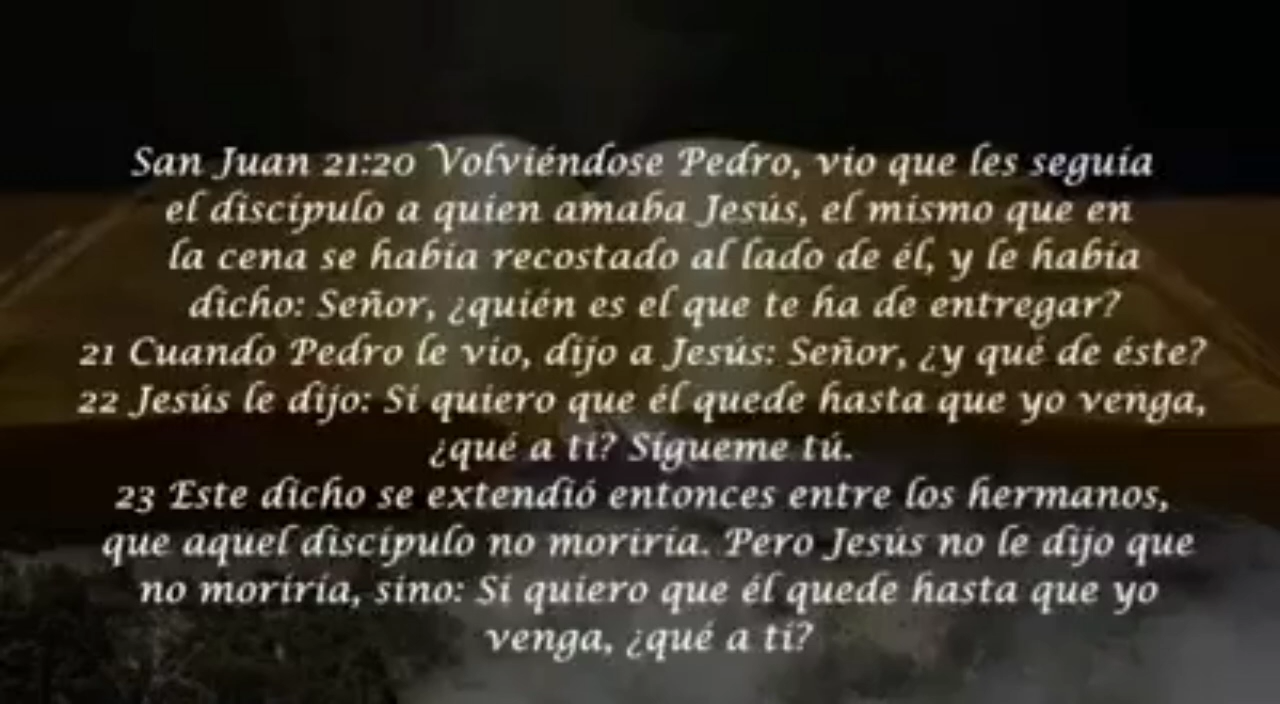 San Juan 21:20 Volviéndose Pedro, vio que les seguía
el discípulo a quien amaba Jesús, el mismo que en
la cena se había recostado al lado de él, y le había
dicho: Señor, ¿quién es el que te ha de entregar?
21 Cuando Pedro le vio, dijo a Jesús: Señor, ¿y qué de éste?
22 Jesús le dijo: Si quiero que él quede hasta que yo venga,
¿qué a ti? Sígueme tú.
23 Este dicho se extendió entonces entre los hermanos,
que aquel discípulo no moriría. Pero Jesús no le dijo que
no moriría, sino: Si quiero que él quede hasta que yo
venga, ¿qué a ti?